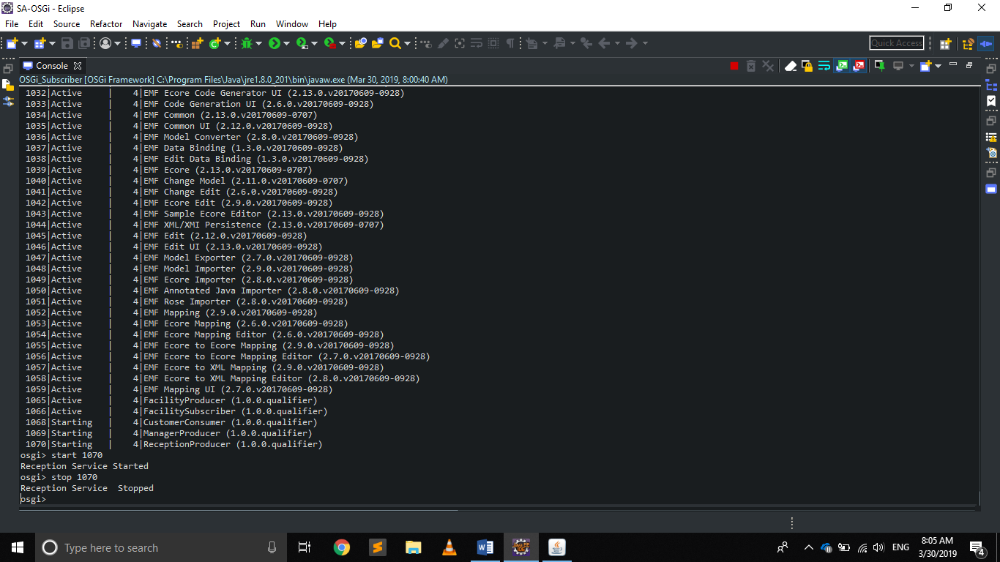 SA-OSGi - Eclipse
File Edit Source Refactor Navigate Search Project Run Window Help
Quick Access
Console
OSGi_Subscriber [OSGi Framework] C:\Program Files\Java\jre1.8.0_201\bin\javaw.exe (Mar 30, 2019, 8:00:40 AM)
1032|Active | 4|EMF Ecore Code Generator UI (2.13.0.v20170609-0928)
1033|Active | 4|EMF Code Generation UI (2.6.0.v20170609-0928)
1034|Active | 4|EMF Common (2.13.0.v20170609-0707)
1035|Active | 4|EMF Common UI (2.12.0.v20170609-0928)
1036|Active | 4|EMF Model Converter (2.8.0.v20170609-0928)
1037|Active | 4|EMF Data Binding (1.3.0.v20170609-0928)
1038|Active | 4|EMF Edit Data Binding (1.3.0.v20170609-0928)
1039|Active | 4|EMF Ecore (2.13.0.v20170609-0707)
1040|Active | 4|EMF Change Model (2.11.0.v20170609-0707)
1041|Active | 4|EMF Change Edit (2.6.0.v20170609-0928)
1042|Active | 4|EMF Ecore Edit (2.9.0.v20170609-0928)
1043|Active | 4|EMF Sample Ecore Editor (2.13.0.v20170609-0928)
1044|Active | 4|EMF XML/XMI Persistence (2.13.0.v20170609-0707)
1045|Active | 4|EMF Edit (2.12.0.v20170609-0928)
1046|Active | 4|EMF Edit UI (2.13.0.v20170609-0928)
1047|Active | 4|EMF Model Exporter (2.7.0.v20170609-0928)
1048|Active | 4|EMF Model Importer (2.9.0.v20170609-0928)
1049|Active | 4|EMF Ecore Importer (2.8.0.v20170609-0928)
1050|Active | 4|EMF Annotated Java Importer (2.8.0.v20170609-0928)
1051|Active | 4|EMF Rose Importer (2.8.0.v20170609-0928)
1052|Active | 4|EMF Mapping (2.9.0.v20170609-0928)
1053|Active | 4|EMF Ecore Mapping (2.6.0.v20170609-0928)
1054|Active | 4|EMF Ecore Mapping Editor (2.6.0.v20170609-0928)
1055|Active | 4|EMF Ecore to Ecore Mapping (2.9.0.v20170609-0928)
1056|Active | 4|EMF Ecore to Ecore Mapping Editor (2.7.0.v20170609-0928)
1057|Active | 4|EMF Ecore to XML Mapping (2.9.0.v20170609-0928)
1058|Active | 4|EMF Ecore to XML Mapping Editor (2.8.0.v20170609-0928)
1059|Active | 4|EMF Mapping UI (2.7.0.v20170609-0928)
1065|Active | 4|FacilityProducer (1.0.0.qualifier)
1066|Active | 4|FacilitySubscriber (1.0.0.qualifier)
1068|Starting | 4|CustomerConsumer (1.0.0.qualifier)
1069|Starting | 4|ManagerProducer (1.0.0.qualifier)
1070|Starting | 4|ReceptionProducer (1.0.0.qualifier)
osgi> start 1070
Reception Service Started
osgi> stop 1070
Reception Service  Stopped
osgi>
Type here to search
ENG
8:05 AM
3/30/2019
4